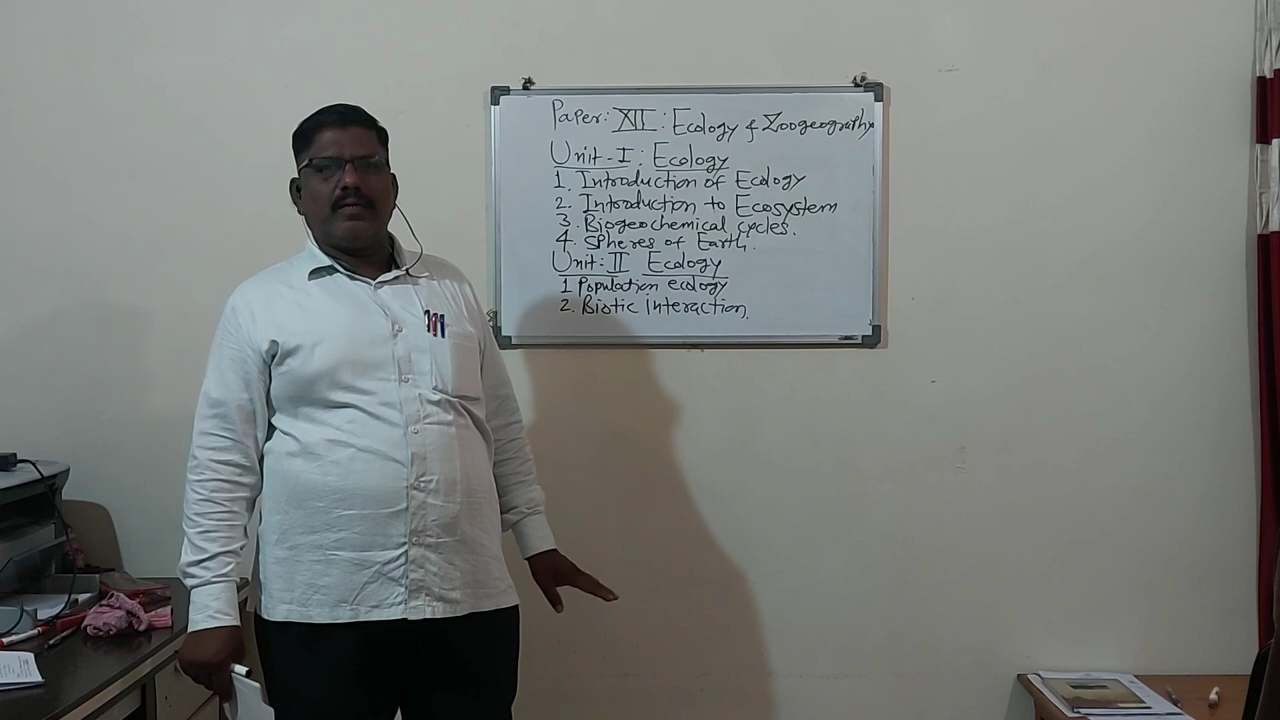 Paper: XII : Ecology & Zoogeography
Unit-I : Ecology
1. Introduction of Ecology
2. Introduction to Ecosystem
3. Biogeochemical cycles.
4. Spheres of Earth.
Unit: II Ecology
1 Population ecology
2. Biotic Interaction.